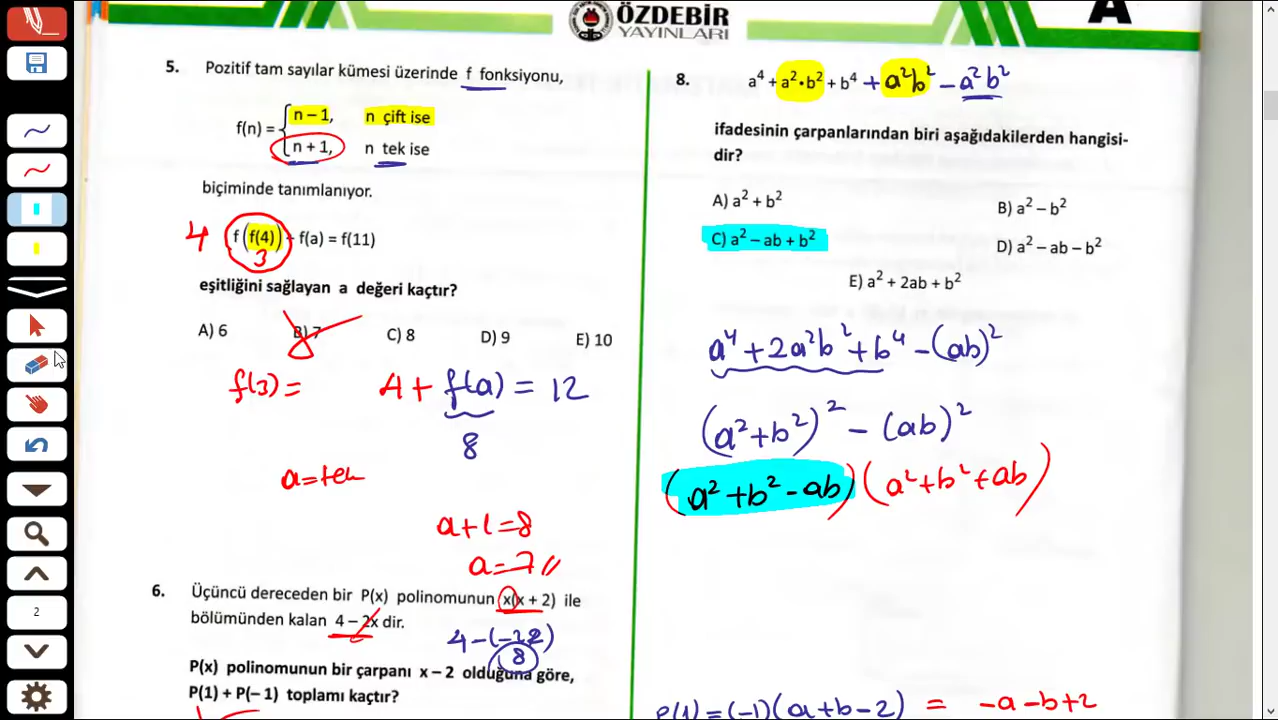 A
ÖZDEBİR
YAYINLARI
5. Pozitif tam sayılar kümesi üzerinde f fonksiyonu,
f(n) = { n – 1, n çift ise
n + 1, n tek ise
biçiminde tanımlanıyor.
4 f(f(4)) + f(a) = f(11)
3
eşitliğini sağlayan a değeri kaçtır?
A) 6 B) 7 C) 8 D) 9 E) 10
8
f(3) = 4 + f(a) = 12
8
a = tek
a + 1 = 8
a = 7 //
6. Üçüncü dereceden bir P(x) polinomunun x(x + 2) ile
bölümünden kalan 4 – 2x dir.
8
P(x) polinomunun bir çarpanı x – 2 olduğuna göre,
P(1) + P(– 1) toplamı kaçtır?
8. a⁴ + a²·b² + b⁴ + a²b² – a²b²
ifadesinin çarpanlarından biri aşağıdakilerden hangisi-
dir?
A) a² + b² B) a² – b²
C) a² – ab + b² D) a² – ab – b²
E) a² + 2ab + b²
a⁴ + 2a²b² + b⁴ – (ab)²
(a² + b²)² – (ab)²
(a² + b² – ab)(a² + b² + ab)
P(1) = (-1)(a+b-2) = -a-b+2
2